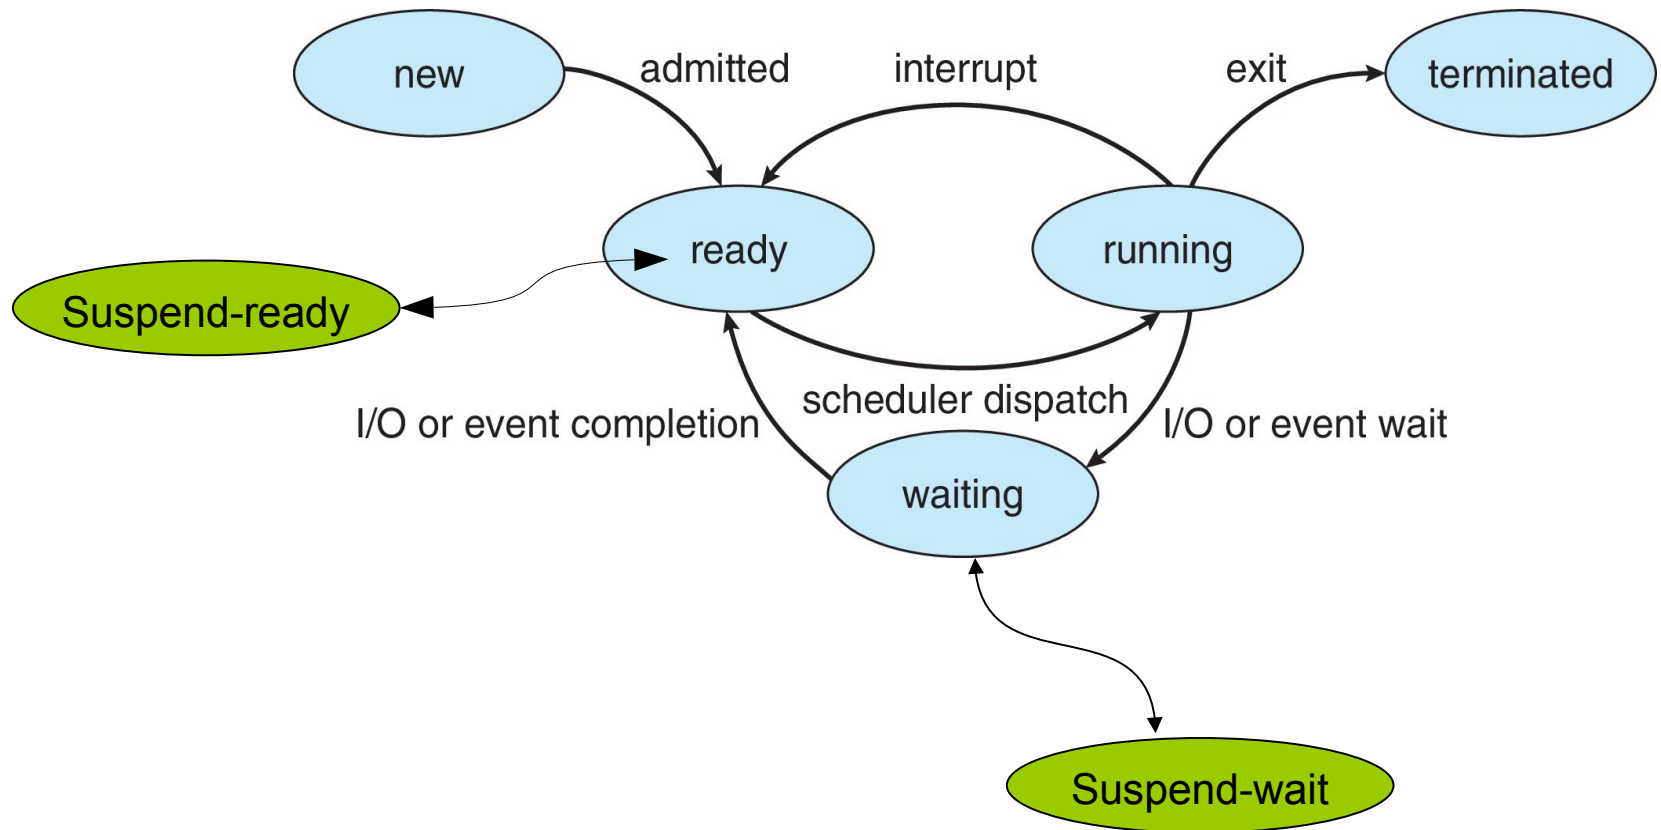 new
admitted
interrupt
exit
terminated
ready
running
Suspend-ready
scheduler dispatch
I/O or event completion
I/O or event wait
waiting
Suspend-wait